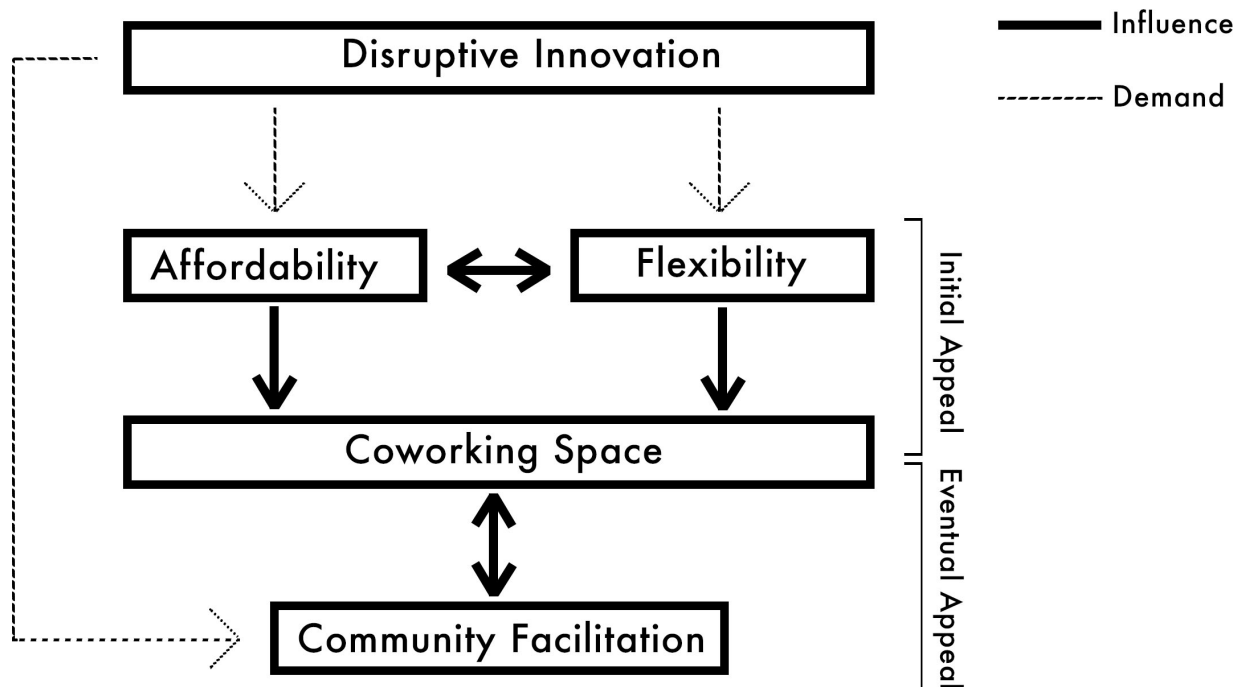 Disruptive Innovation
Influence
Demand
Affordability
Flexibility
Initial Appeal
Coworking Space
Eventual Appeal
Community Facilitation